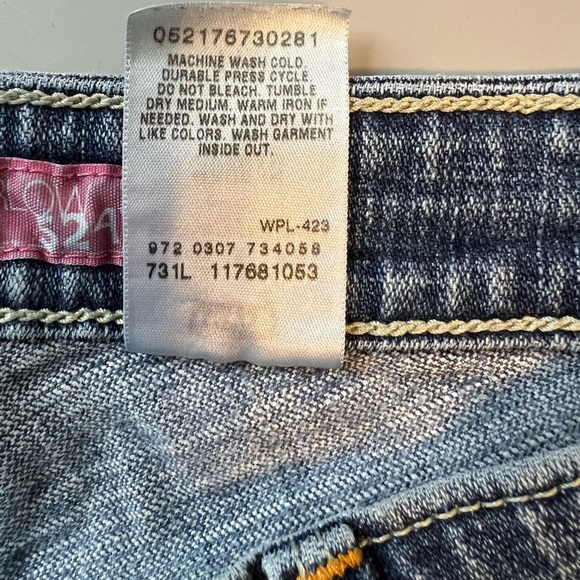 052176730281
MACHINE WASH COLD
DURABLE PRESS CYCLE.
DO NOT BLEACH. TUMBLE
DRY MEDIUM. WARM IRON IF
NEEDED. WASH AND DRY WITH
LIKE COLORS. WASH GARMENT
INSIDE OUT.
WPL-423
972 0307 734058
731L 117681053
524